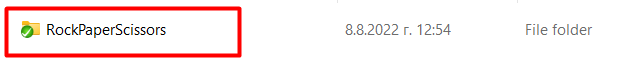 RockPaperScissors 8.8.2022 г. 12:54 File folder